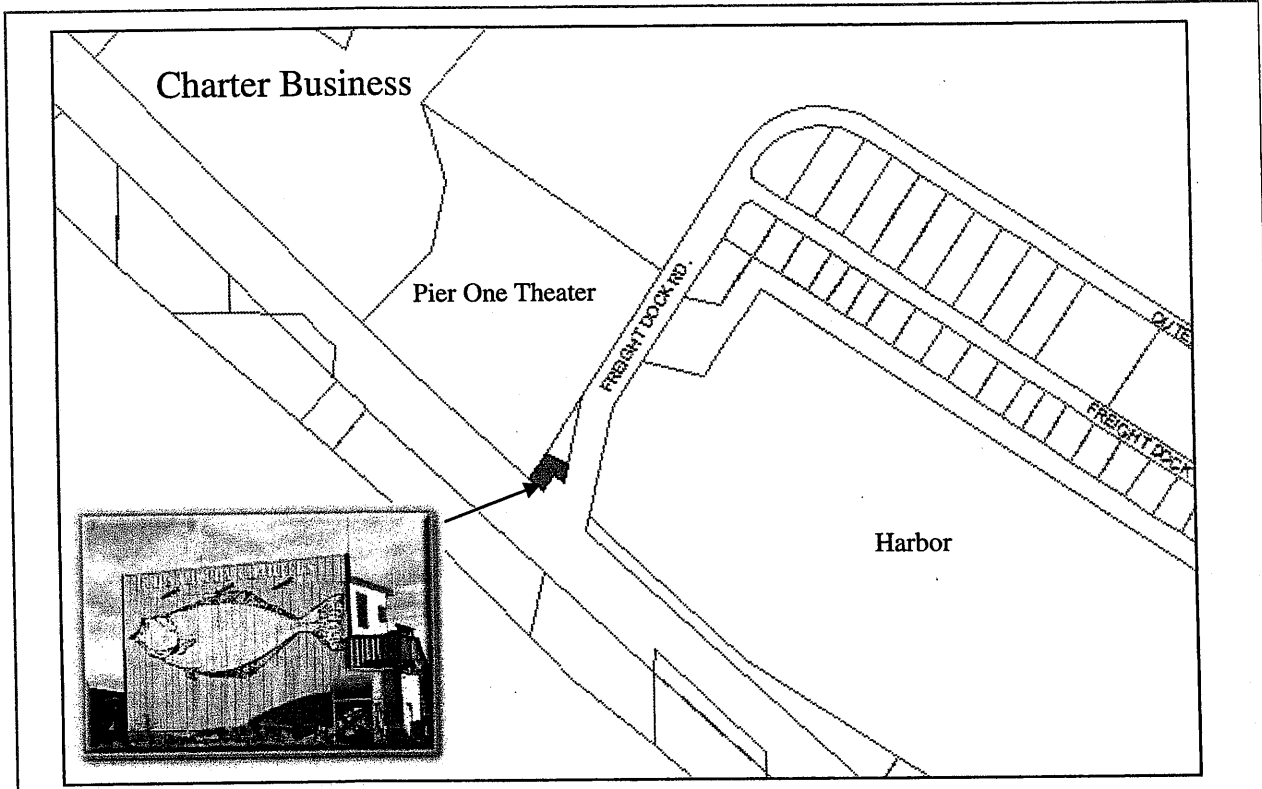 Charter Business
Pier One Theater
FREIGHT DOCK RD.
FREIGHT DOCK
Harbor